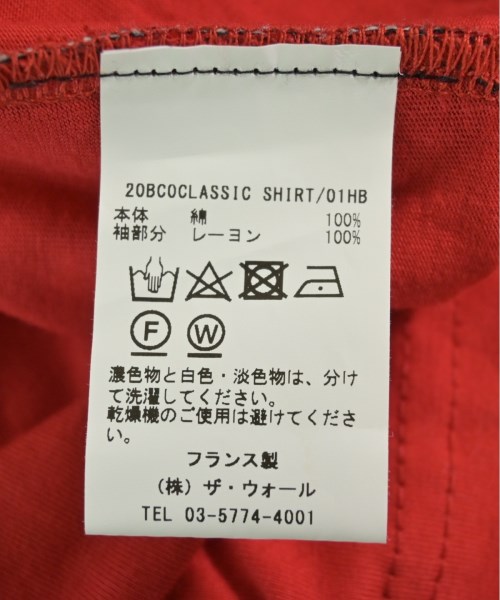 20BCOCLASSIC SHIRT/01HB
本体 綿 100%
袖部分 レーヨン 100%
F W
濃色物と白色・淡色物は、分け
て洗濯してください。
乾燥機のご使用は避けてくださ
い。
フランス製
(株) ザ・ウォール
TEL 03-5774-4001